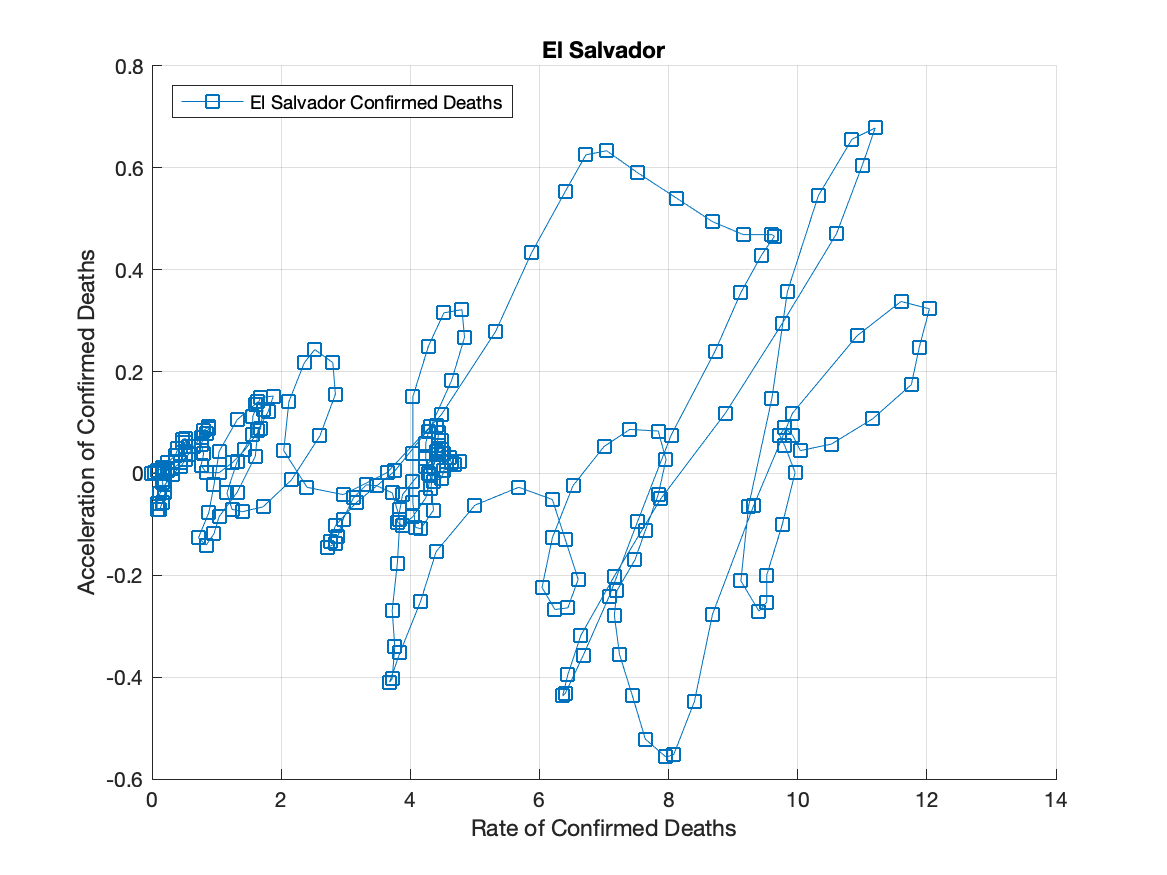 El Salvador
El Salvador Confirmed Deaths
Acceleration of Confirmed Deaths
0.8
0.6
0.4
0.2
0
-0.2
-0.4
-0.6
0 2 4 6 8 10 12 14
Rate of Confirmed Deaths